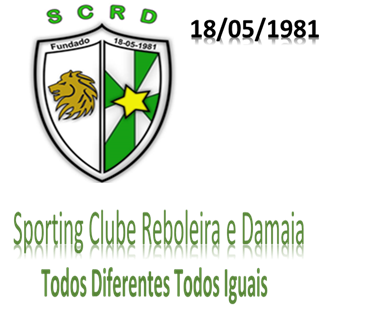 S C R D
18/05/1981
Fundado 18-05-1981
Sporting Clube Reboleira e Damaia
Todos Diferentes Todos Iguais